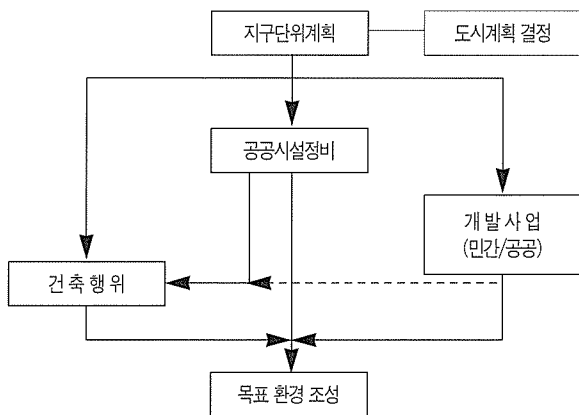 지구단위계획
도시계획 결정
공공시설정비
개 발 사 업
(민간/공공)
건 축 행 위
목표 환경 조성